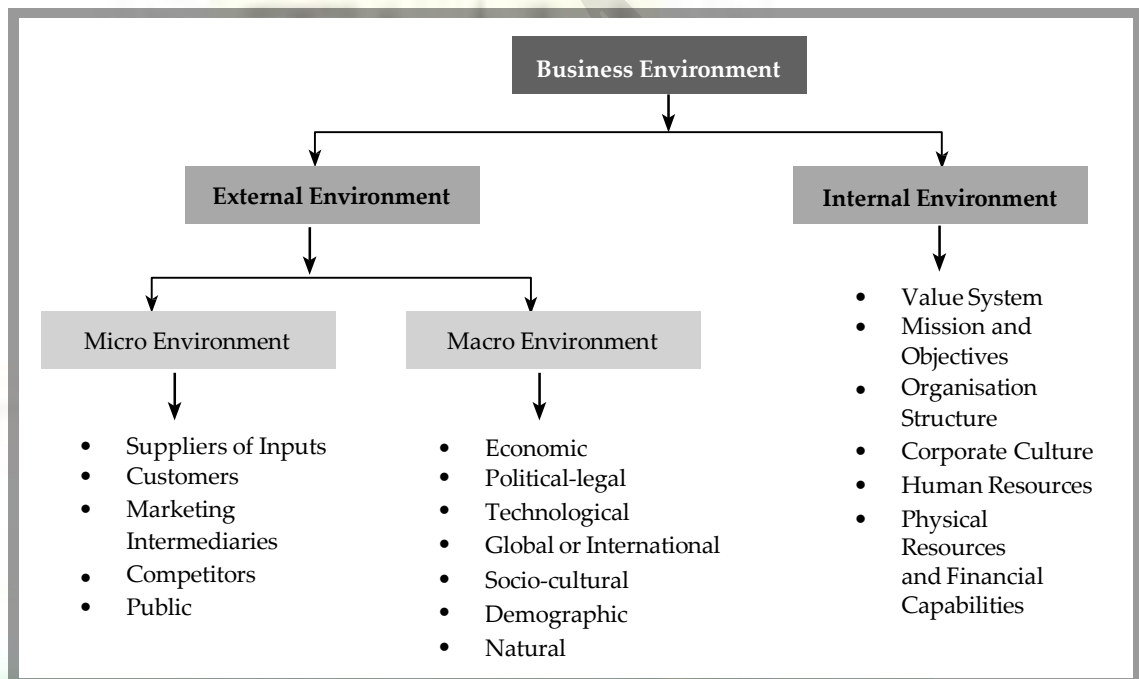 Business Environment
External Environment
Internal Environment
Micro Environment
Macro Environment
• Suppliers of Inputs
• Customers
• Marketing
Intermediaries
• Competitors
• Public
• Economic
• Political-legal
• Technological
• Global or International
• Socio-cultural
• Demographic
• Natural
• Value System
• Mission and
Objectives
• Organisation
Structure
• Corporate Culture
• Human Resources
• Physical
Resources
and Financial
Capabilities